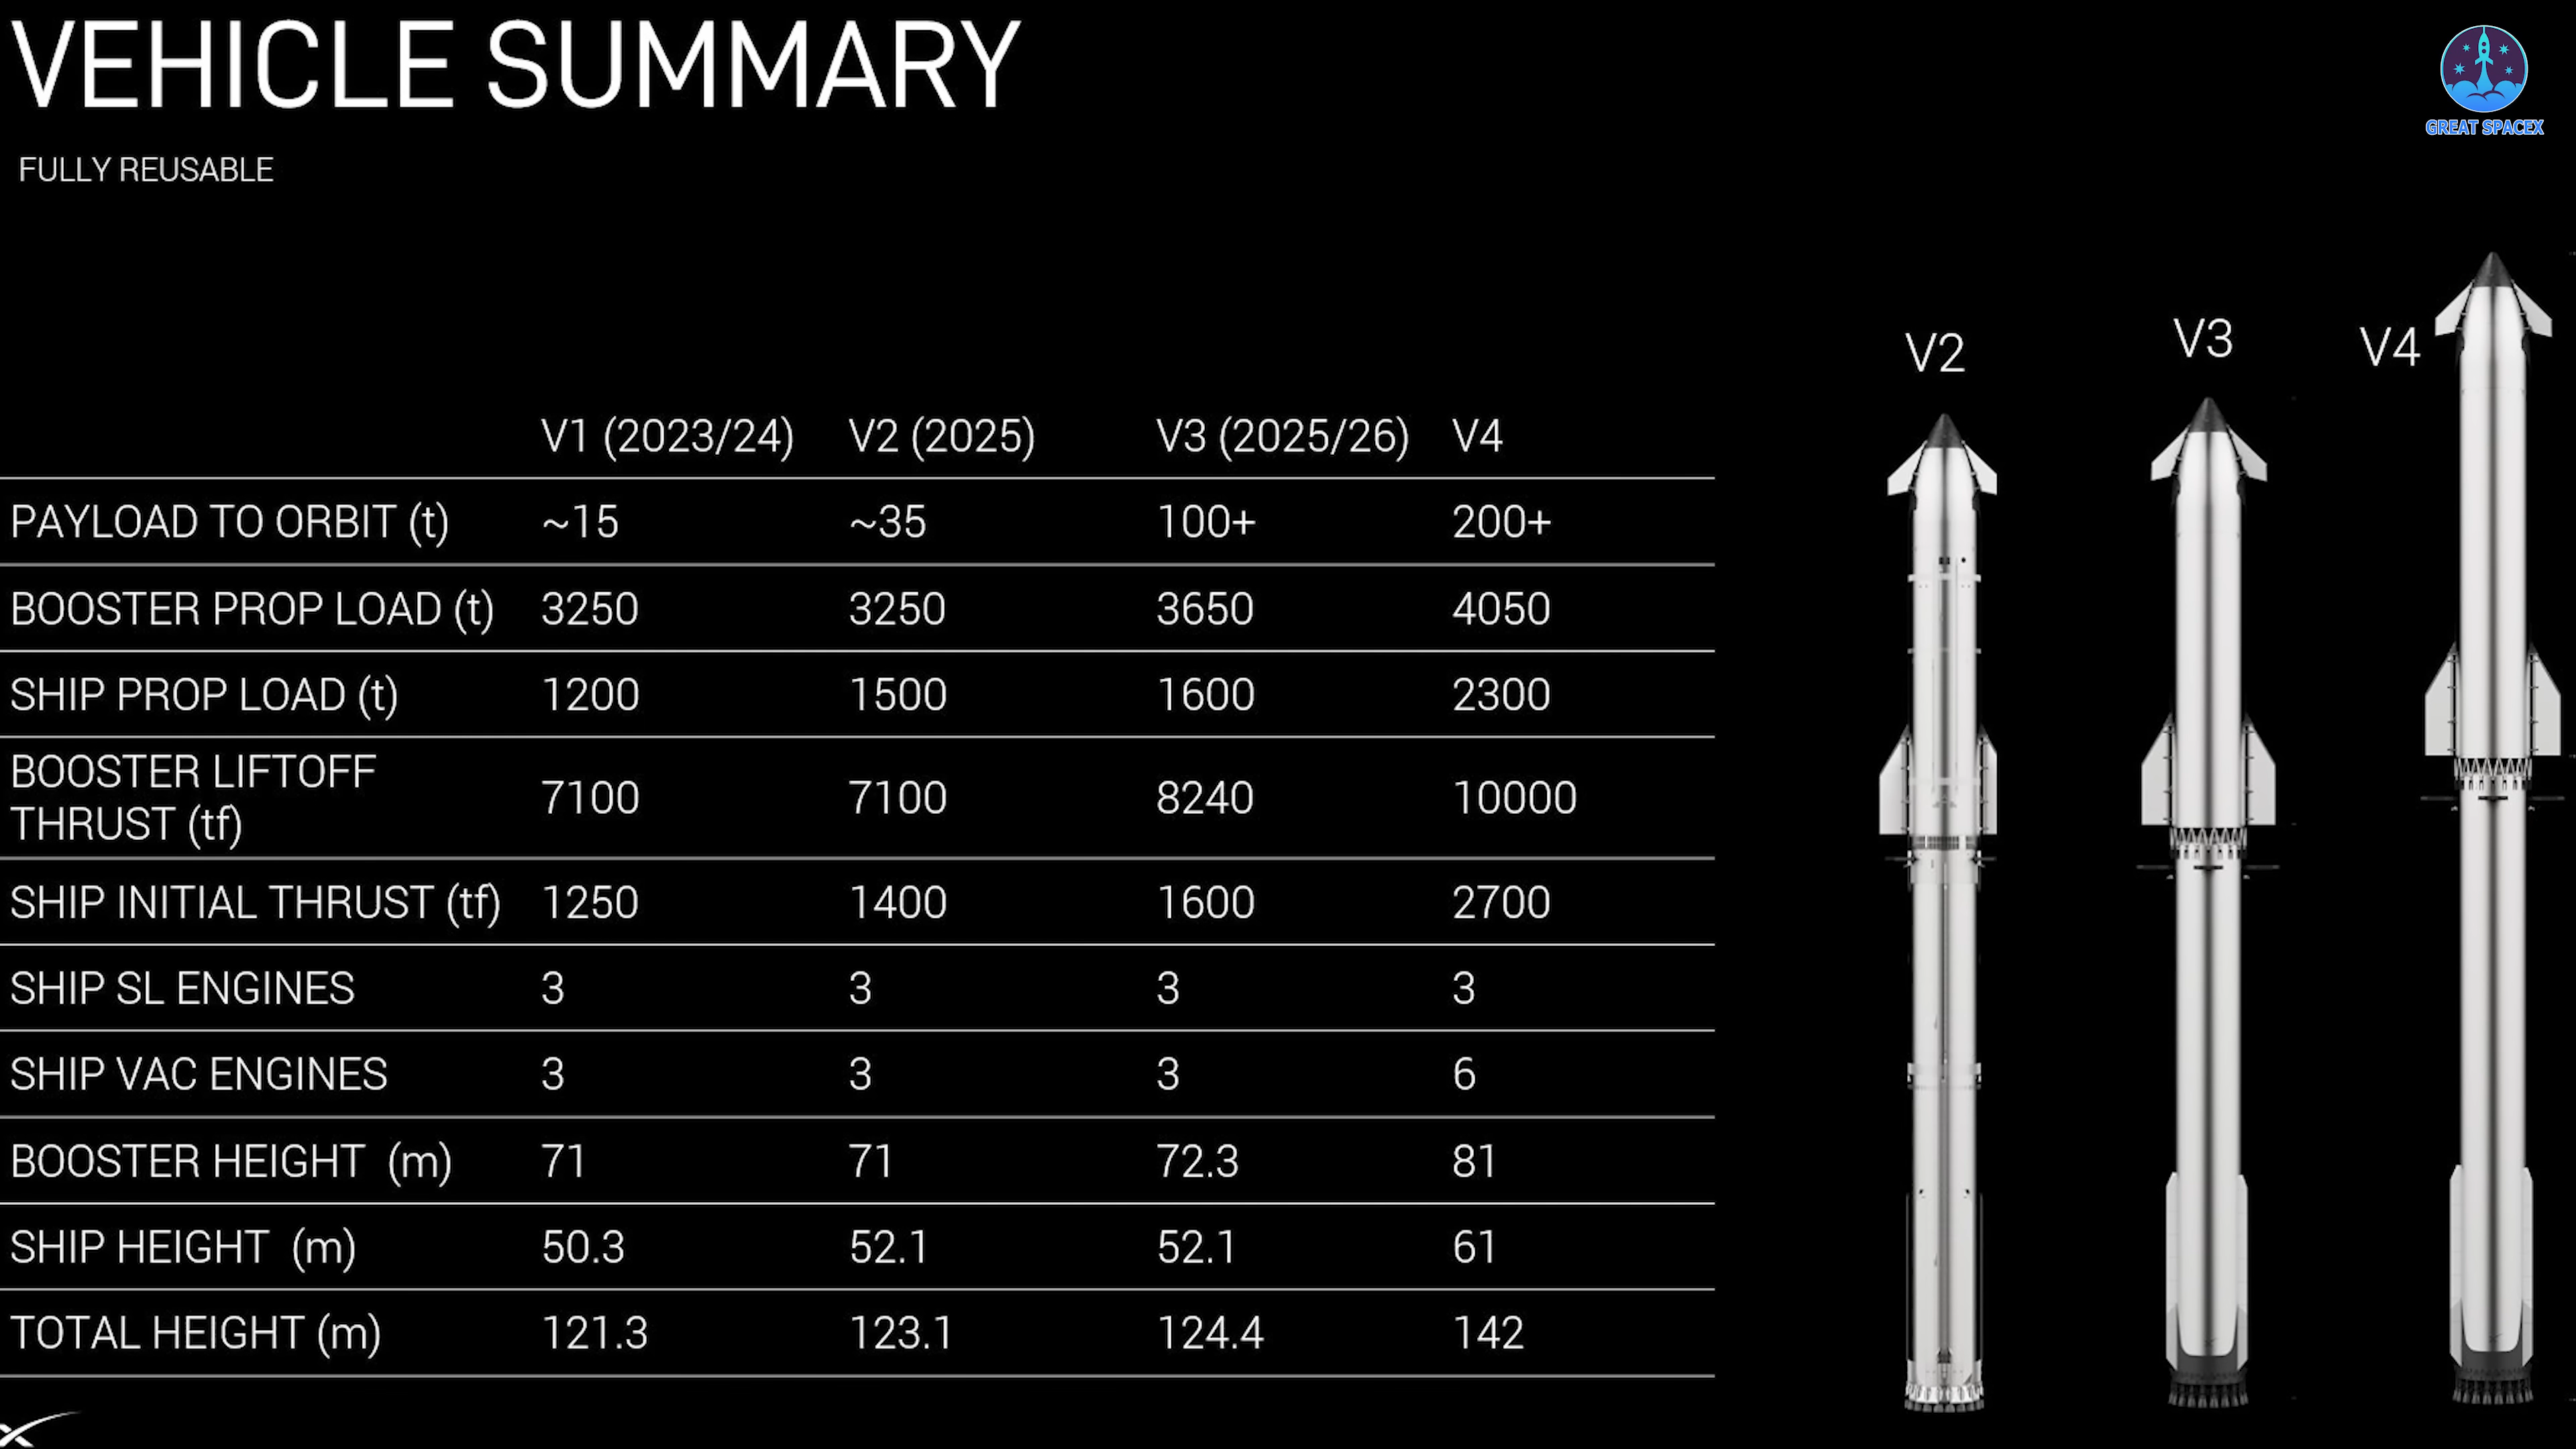 VEHICLE SUMMARY
GREAT SPACEX
FULLY REUSABLE
V2
V3
V4
V1 (2023/24) V2 (2025) V3 (2025/26) V4
PAYLOAD TO ORBIT (t) ~15 ~35 100+ 200+
BOOSTER PROP LOAD (t) 3250 3250 3650 4050
SHIP PROP LOAD (t) 1200 1500 1600 2300
BOOSTER LIFTOFF
THRUST (tf) 7100 7100 8240 10000
SHIP INITIAL THRUST (tf) 1250 1400 1600 2700
SHIP SL ENGINES 3 3 3 3
SHIP VAC ENGINES 3 3 3 6
BOOSTER HEIGHT (m) 71 71 72.3 81
SHIP HEIGHT (m) 50.3 52.1 52.1 61
TOTAL HEIGHT (m) 121.3 123.1 124.4 142